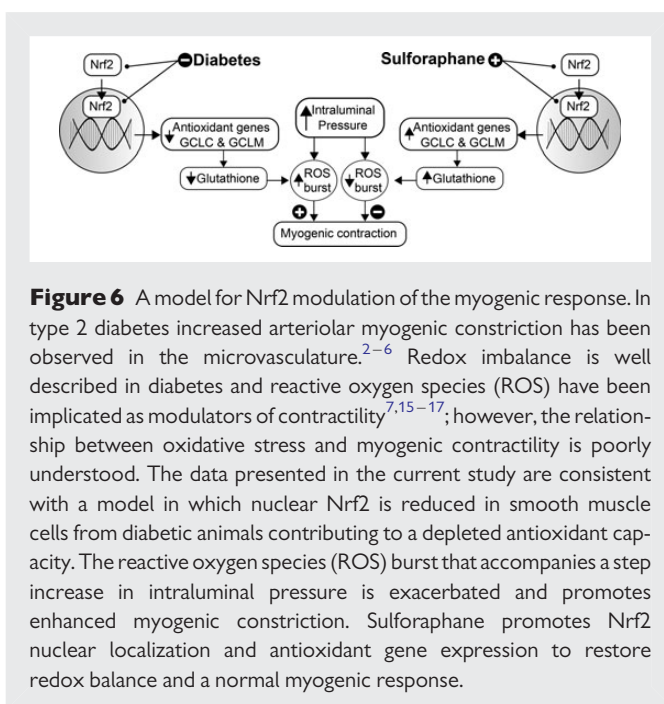 Diabetes
Sulforaphane
Nrf2
Nrf2
Nrf2
Nrf2
Intraluminal
Pressure
Antioxidant genes
GCLC & GCLM
Antioxidant genes
GCLC & GCLM
Glutathione
ROS
burst
ROS
burst
Glutathione
Myogenic contraction
Figure 6 A model for Nrf2 modulation of the myogenic response. In
type 2 diabetes increased arteriolar myogenic constriction has been
observed in the microvasculature.2–6 Redox imbalance is well
described in diabetes and reactive oxygen species (ROS) have been
implicated as modulators of contractility7,15–17; however, the relation-
ship between oxidative stress and myogenic contractility is poorly
understood. The data presented in the current study are consistent
with a model in which nuclear Nrf2 is reduced in smooth muscle
cells from diabetic animals contributing to a depleted antioxidant cap-
acity. The reactive oxygen species (ROS) burst that accompanies a step
increase in intraluminal pressure is exacerbated and promotes
enhanced myogenic constriction. Sulforaphane promotes Nrf2
nuclear localization and antioxidant gene expression to restore
redox balance and a normal myogenic response.